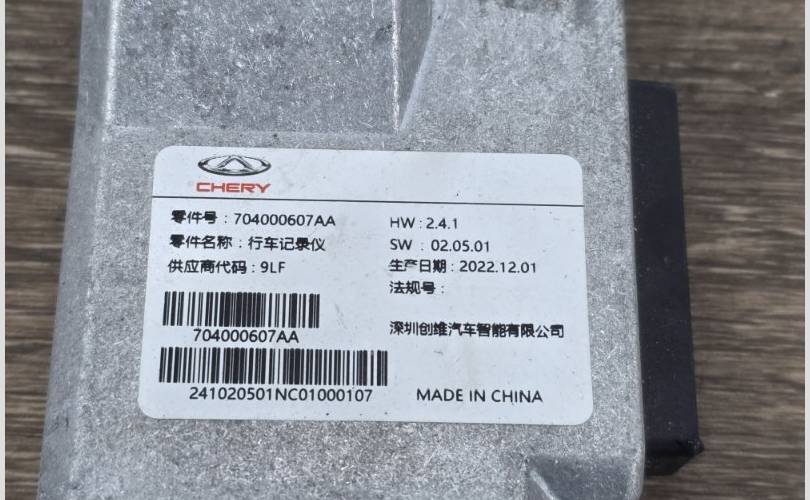 CHERY
零件号：704000607AA
零件名称：行车记录仪
供应商代码：9LF
704000607AA
241020501NC01000107
HW：2.4.1
SW：02.05.01
生产日期：2022.12.01
法规号：
深圳创维汽车智能有限公司
MADE IN CHINA